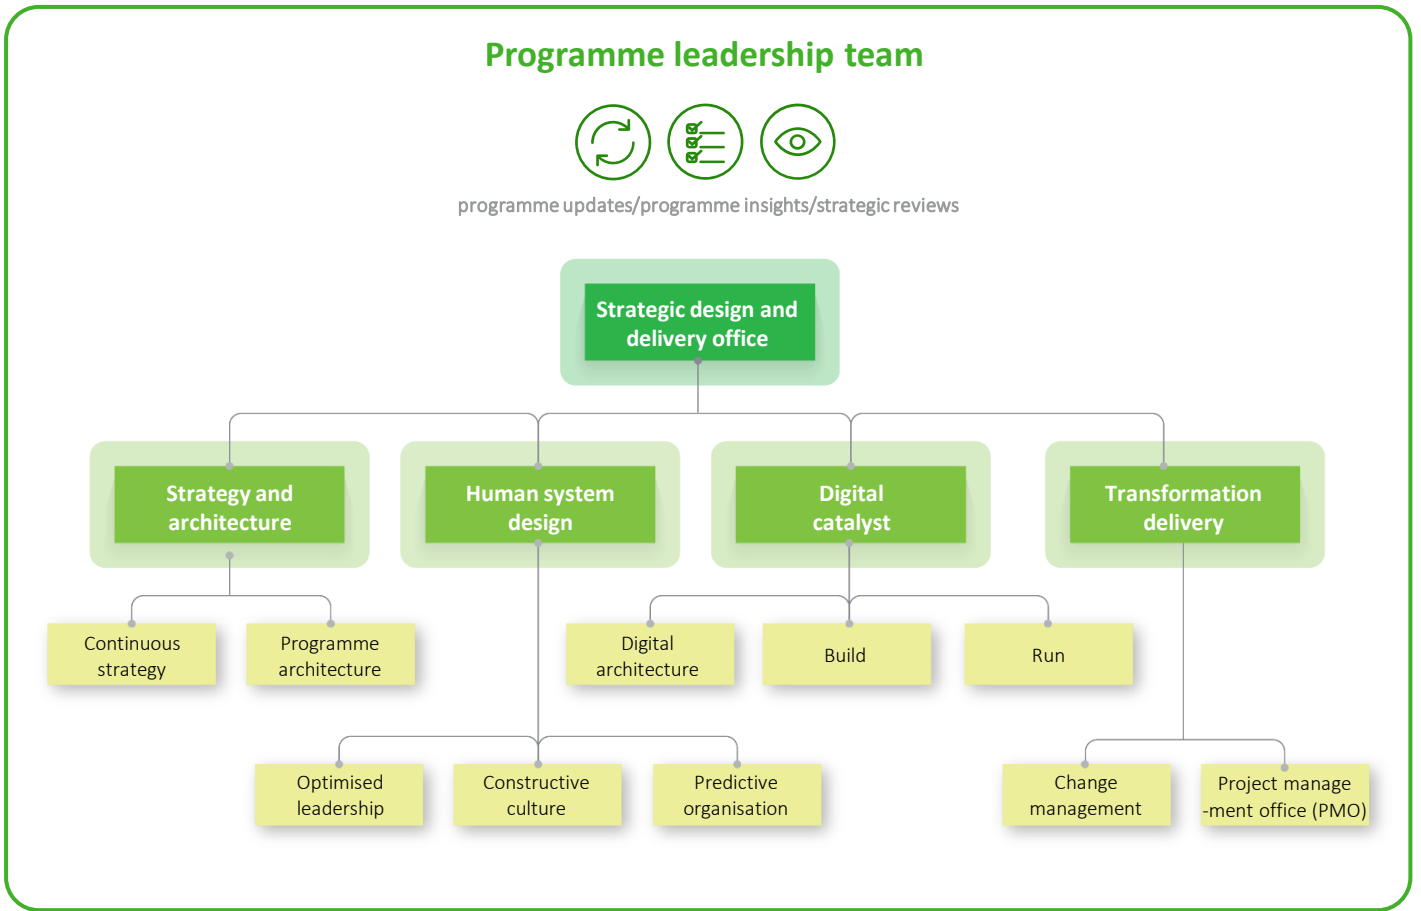 Programme leadership team
programme updates/programme insights/strategic reviews
Strategic design and
delivery office
Strategy and
architecture
Human system
design
Digital
catalyst
Transformation
delivery
Continuous
strategy
Programme
architecture
Digital
architecture
Build
Run
Optimised
leadership
Constructive
culture
Predictive
organisation
Change
management
Project manage
-ment office (PMO)